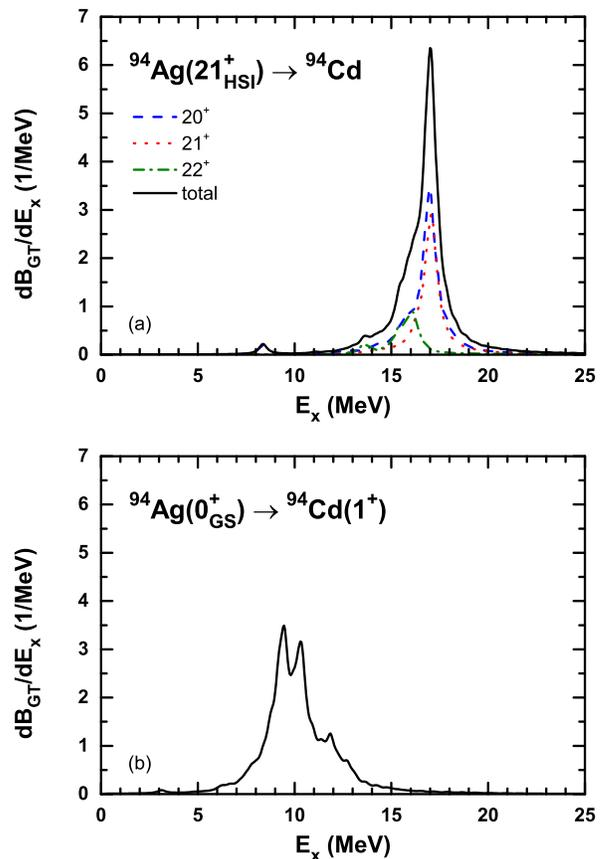 7
6
5
4
3
2
1
0
dB_GT/dE_x (1/MeV)
⁹⁴Ag(21⁺_HSI) → ⁹⁴Cd
20⁺
21⁺
22⁺
total
(a)
0 5 10 15 20 25
E_x (MeV)
7
6
5
4
3
2
1
0
dB_GT/dE_x (1/MeV)
⁹⁴Ag(0⁺_GS) → ⁹⁴Cd(1⁺)
(b)
0 5 10 15 20 25
E_x (MeV)